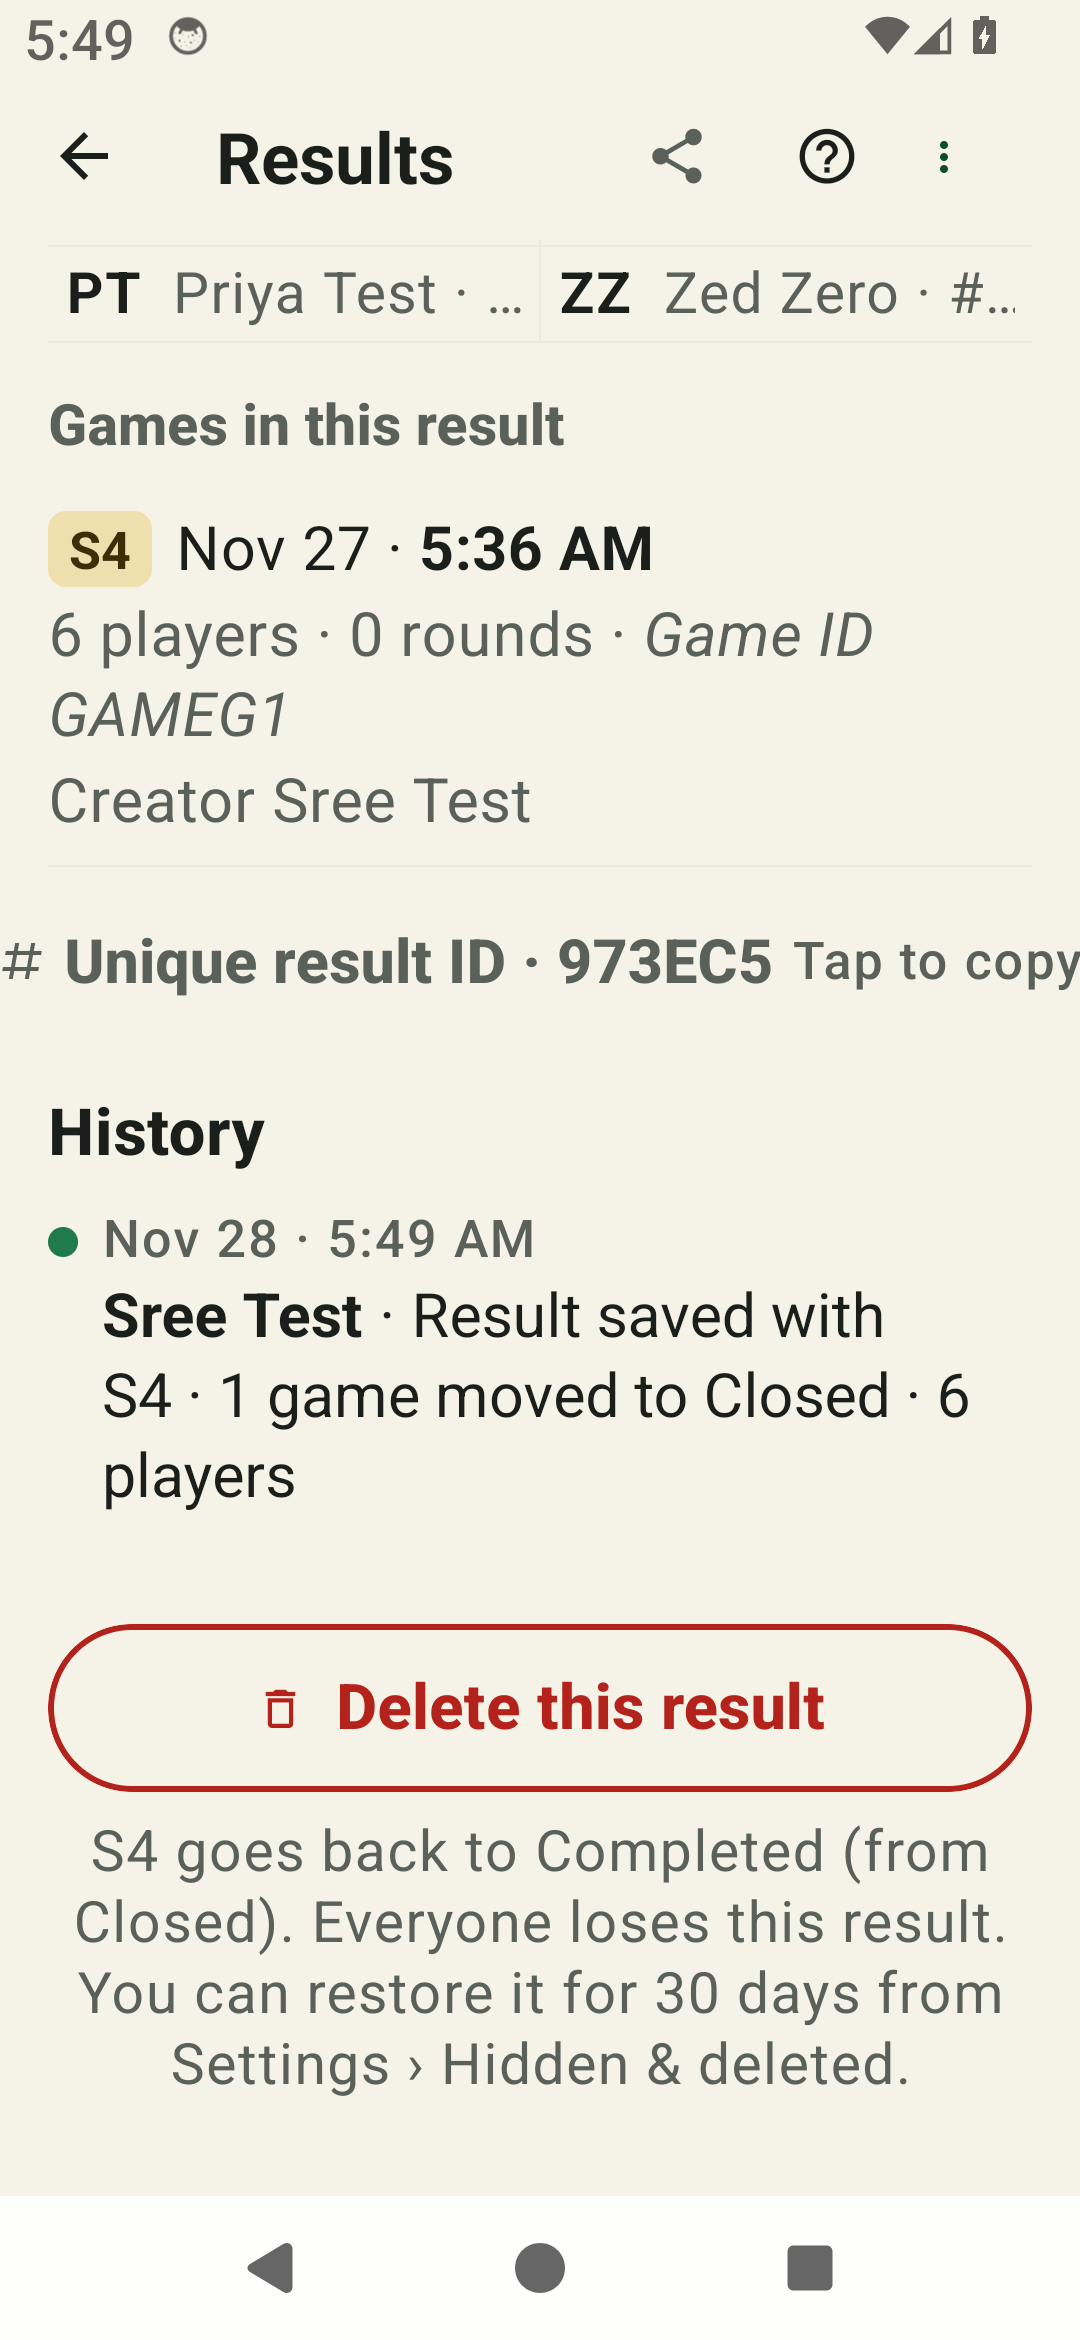 5:49
Results
PT Priya Test · …
ZZ Zed Zero · #…
Games in this result
S4 Nov 27 · 5:36 AM
6 players · 0 rounds · Game ID
GAMEG1
Creator Sree Test
# Unique result ID · 973EC5 Tap to copy
History
Nov 28 · 5:49 AM
Sree Test · Result saved with
S4 · 1 game moved to Closed · 6
players
Delete this result
S4 goes back to Completed (from
Closed). Everyone loses this result.
You can restore it for 30 days from
Settings › Hidden & deleted.